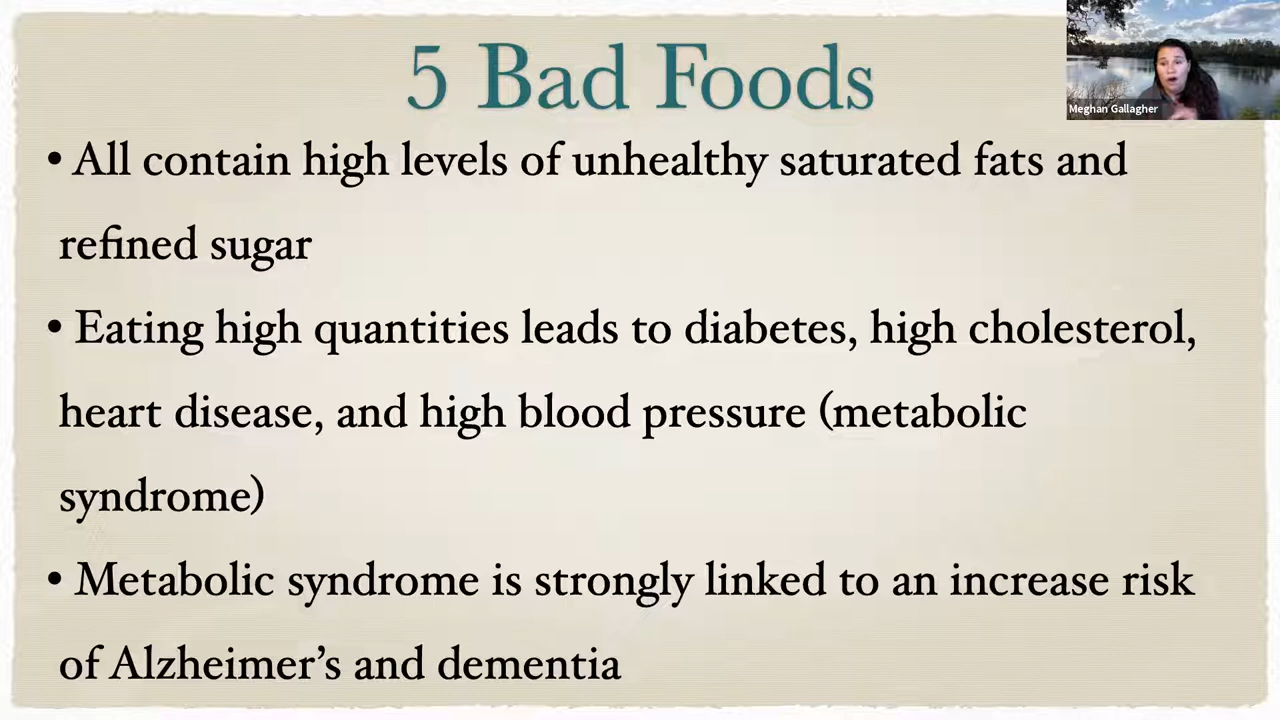 5 Bad Foods
Meghan Gallagher
• All contain high levels of unhealthy saturated fats and
refined sugar
• Eating high quantities leads to diabetes, high cholesterol,
heart disease, and high blood pressure (metabolic
syndrome)
• Metabolic syndrome is strongly linked to an increase risk
of Alzheimer’s and dementia